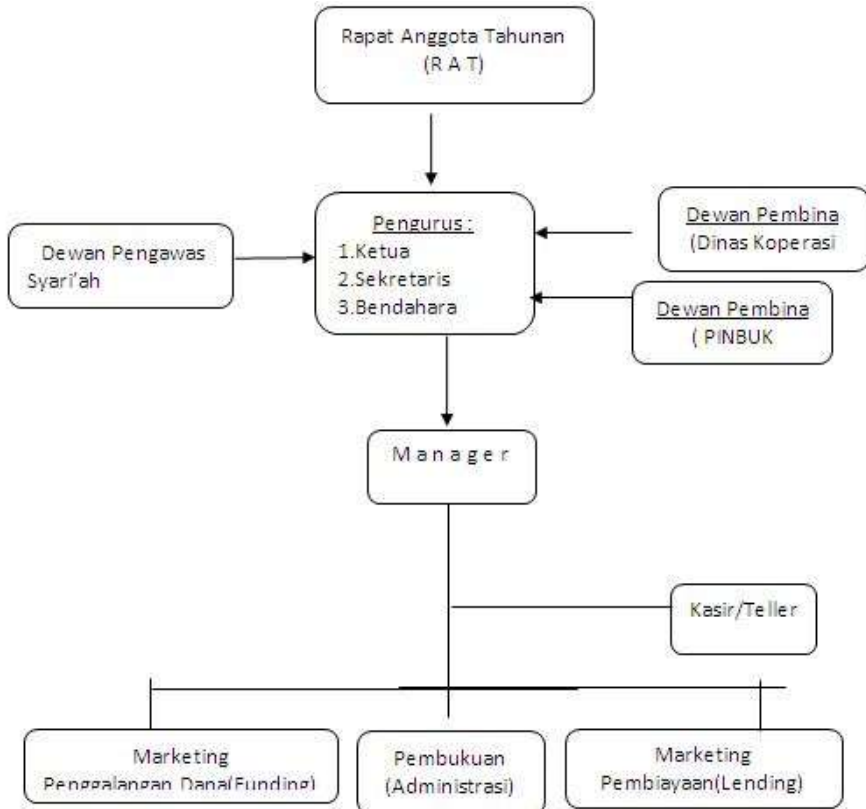 Rapat Anggota Tahunan
(R A T)
Pengurus :
1.Ketua
2.Sekretaris
3.Bendahara
Dewan Pengawas
Syari'ah
Dewan Pembina
(Dinas Koperasi
Dewan Pembina
( PINBUK
M a n a g e r
Kasir/Teller
Marketing
Penggalangan Dana(Funding)
Pembukuan
(Administrasi)
Marketing
Pembiayaan(Lending)